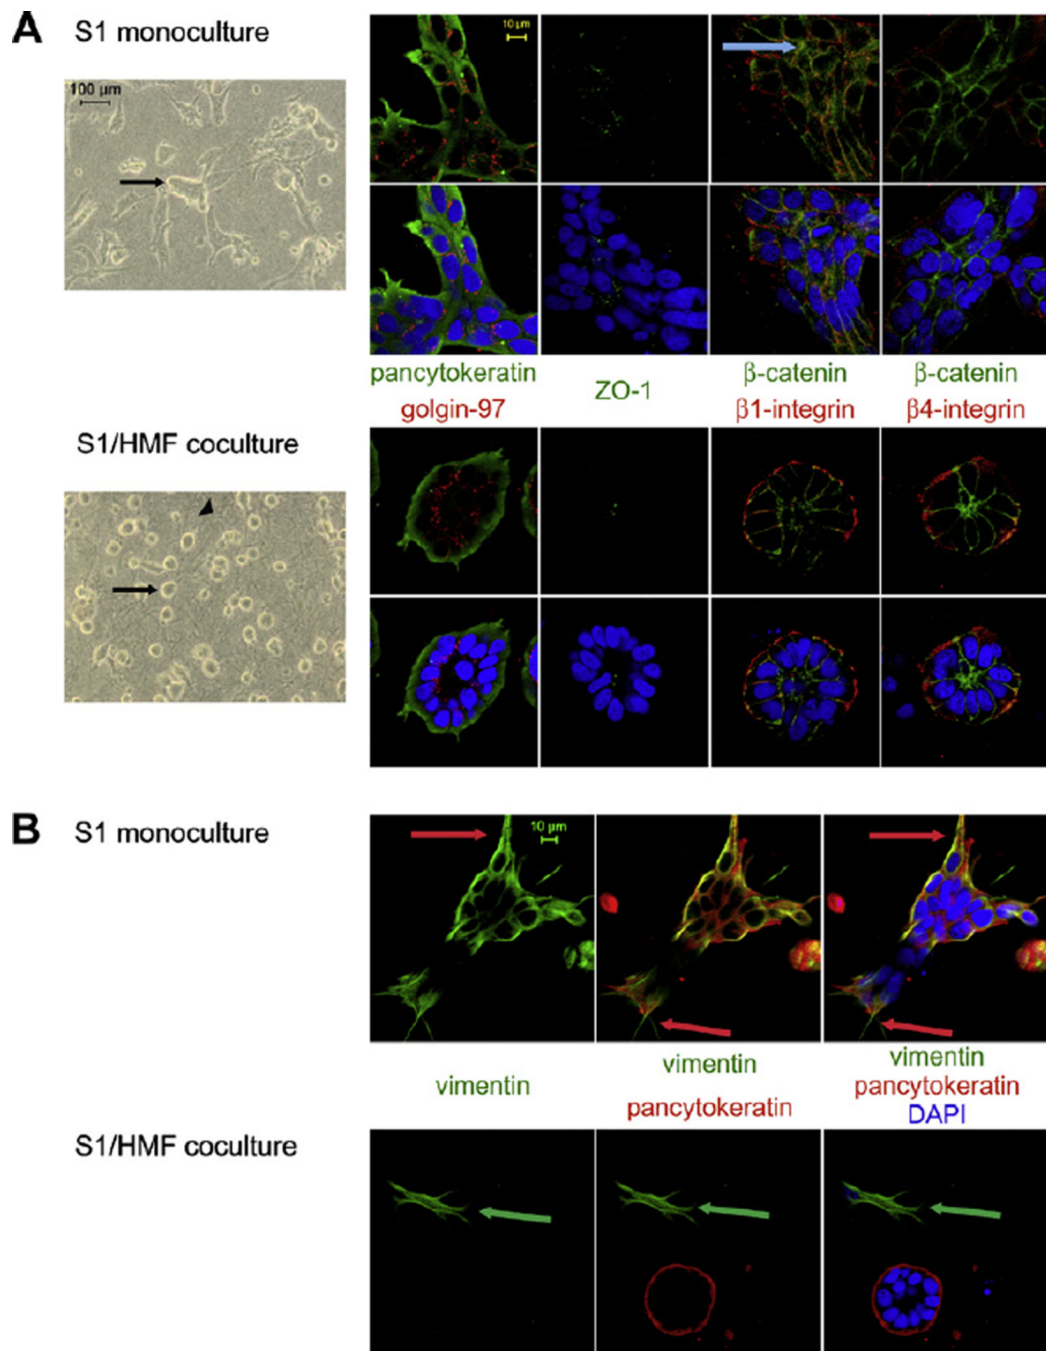 A
S1 monoculture
100 μm
10 μm
pancytokeratin
golgin-97
ZO-1
β-catenin
β1-integrin
β-catenin
β4-integrin
S1/HMF coculture
B
S1 monoculture
10 μm
vimentin
vimentin
pancytokeratin
vimentin
pancytokeratin
DAPI
S1/HMF coculture